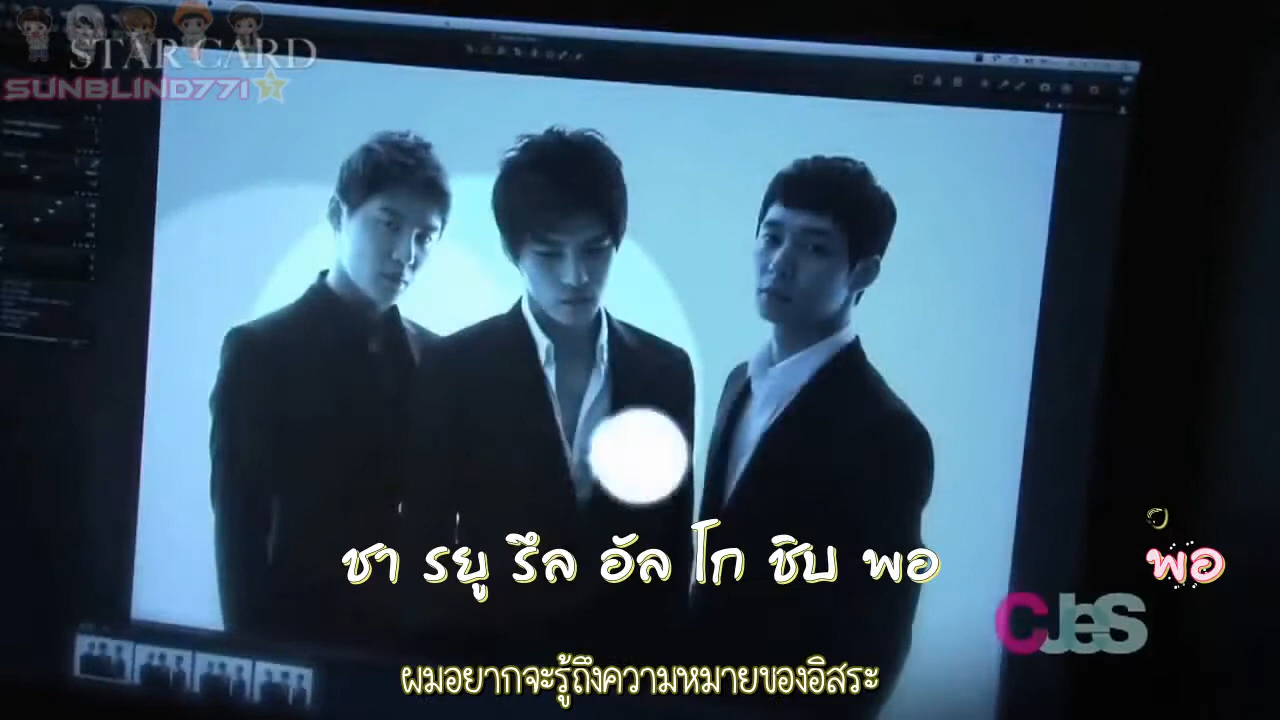 STAR CARD
SUNBLIND771
ชา รยู รึล อัล โก ชิบ พอ
พอ
CJeS
ผมอยากจะรู้ถึงความหมายของอิสระ